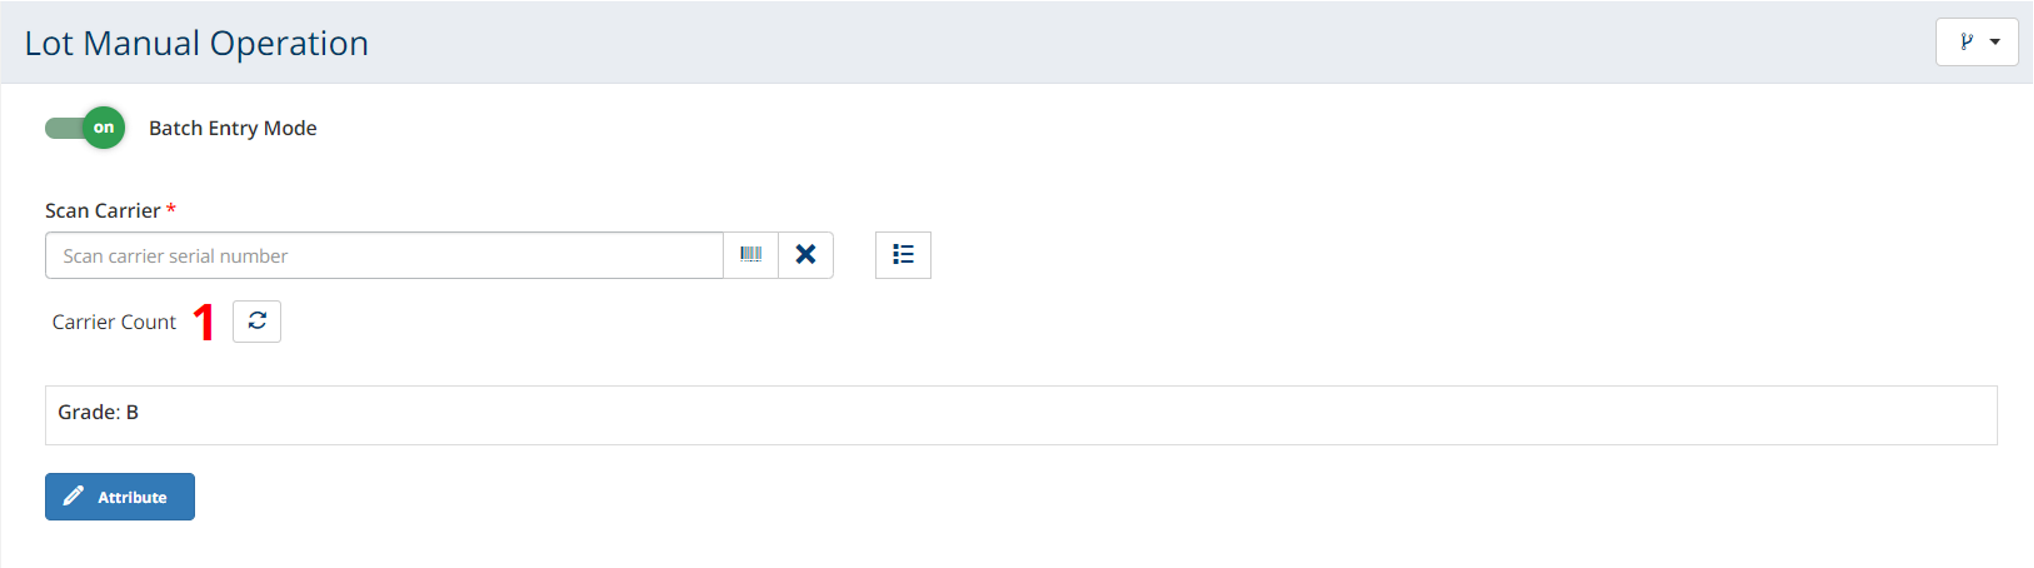 Lot Manual Operation
on Batch Entry Mode
Scan Carrier *
Scan carrier serial number
Carrier Count 1
Grade: B
Attribute